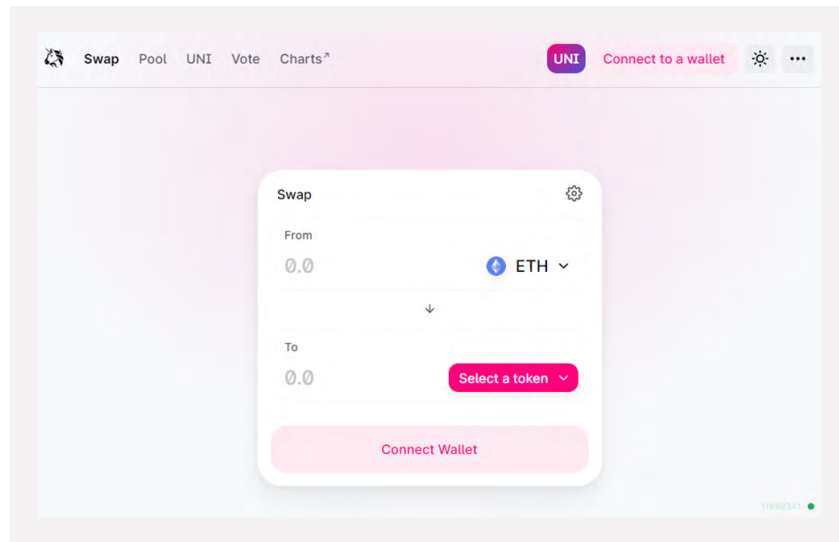 Swap Pool UNI Vote Charts↗ UNI Connect to a wallet
Swap
From
0.0 ETH
To
0.0 Select a token
Connect Wallet